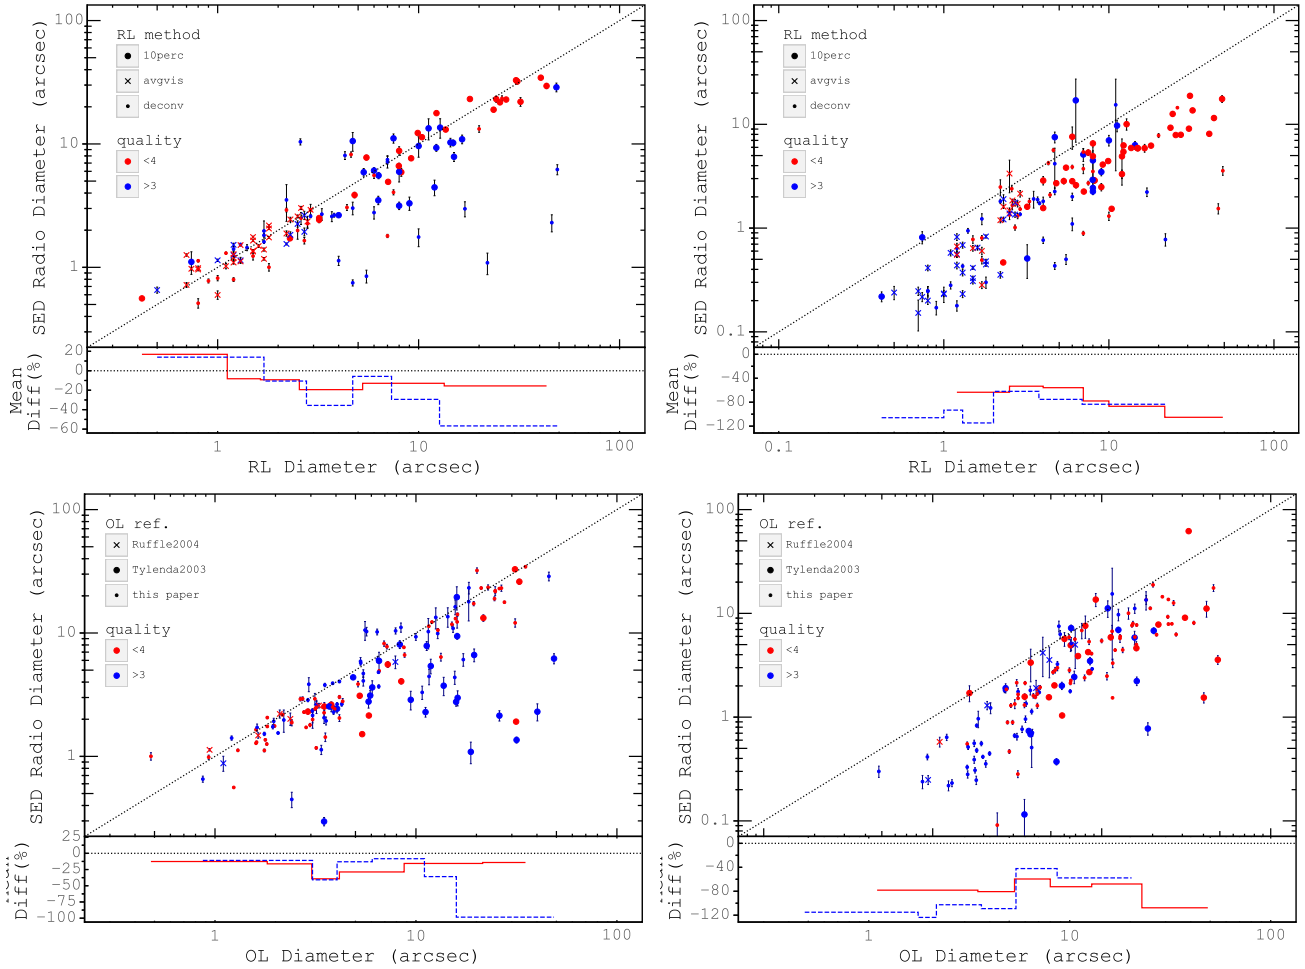 100
10
1
SED Radio Diameter (arcsec)
RL method
10perc
avgvis
deconv
quality
<4
>3
20
0
−20
−40
−60
Mean
Diff(%)
1 10 100
RL Diameter (arcsec)
100
10
1
0.1
SED Radio Diameter (arcsec)
RL method
10perc
avgvis
deconv
quality
<4
>3
0
−60
−120
Mean
Diff(%)
0.1 1 10 100
RL Diameter (arcsec)
100
10
1
SED Radio Diameter (arcsec)
OL ref.
Ruffle2004
Tylenda2003
this paper
quality
<4
>3
25
0
−25
−50
−75
−100
Diff(%)
1 10 100
OL Diameter (arcsec)
100
10
1
0.1
SED Radio Diameter (arcsec)
OL ref.
Ruffle2004
Tylenda2003
this paper
quality
<4
>3
0
−40
−80
−120
Diff(%)
1 10 100
OL Diameter (arcsec)